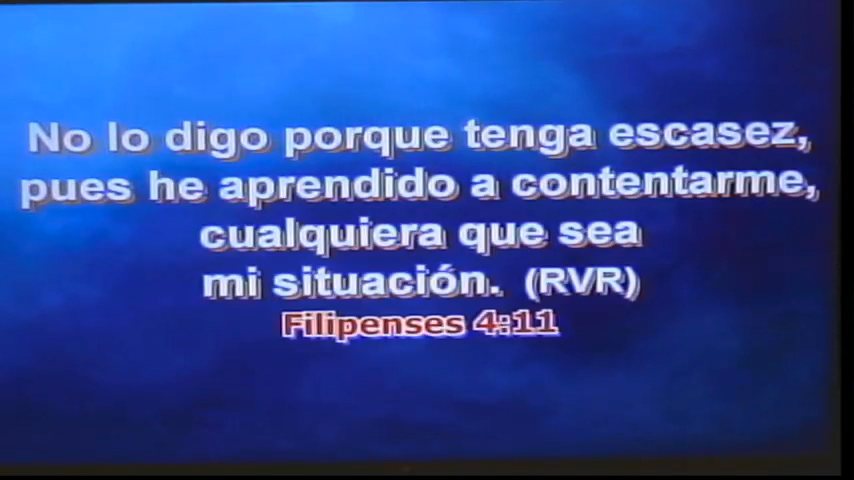 No lo digo porque tenga escasez,
pues he aprendido a contentarme,
cualquiera que sea
mi situación. (RVR)
Filipenses 4:11